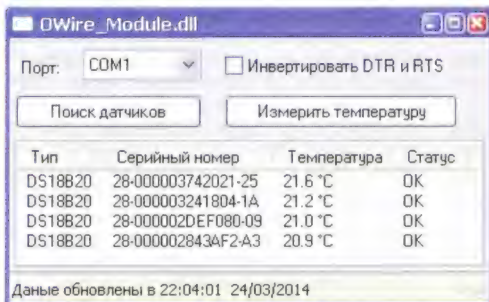 OWire_Module.dll
Порт: COM1 Инвертировать DTR и RTS
Поиск датчиков Измерить температуру
Тип Серийный номер Температура Статус
DS18B20 28-000003742021-25 21.6 °C OK
DS18B20 28-000003241804-1A 21.2 °C OK
DS18B20 28-000002DEF080-09 21.0 °C OK
DS18B20 28-000002843AF2-A3 20.9 °C OK
Даные обновлены в 22:04:01 24/03/2014